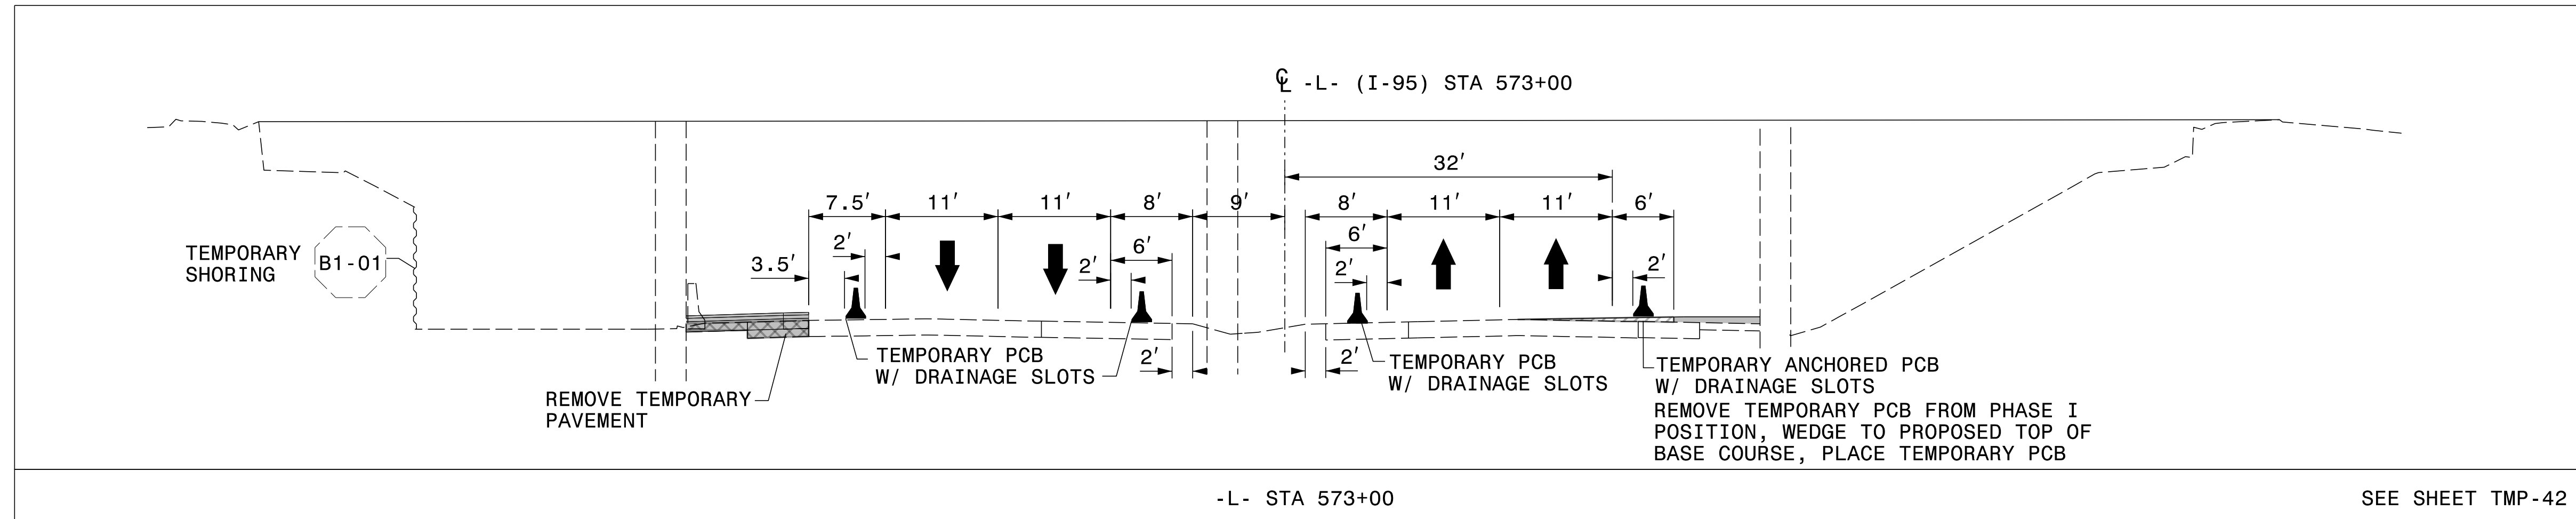 ℄ -L- (I-95) STA 573+00
32'
7.5' 11' 11' 8' 9' 8' 11' 11' 6'
2' 6' 6'
3.5' 2' 2' 2'
TEMPORARY
SHORING
B1-01
2' 2'
TEMPORARY PCB
W/ DRAINAGE SLOTS
TEMPORARY PCB
W/ DRAINAGE SLOTS
TEMPORARY ANCHORED PCB
W/ DRAINAGE SLOTS
REMOVE TEMPORARY PCB FROM PHASE I
POSITION, WEDGE TO PROPOSED TOP OF
BASE COURSE, PLACE TEMPORARY PCB
REMOVE TEMPORARY
PAVEMENT
-L- STA 573+00
SEE SHEET TMP-42